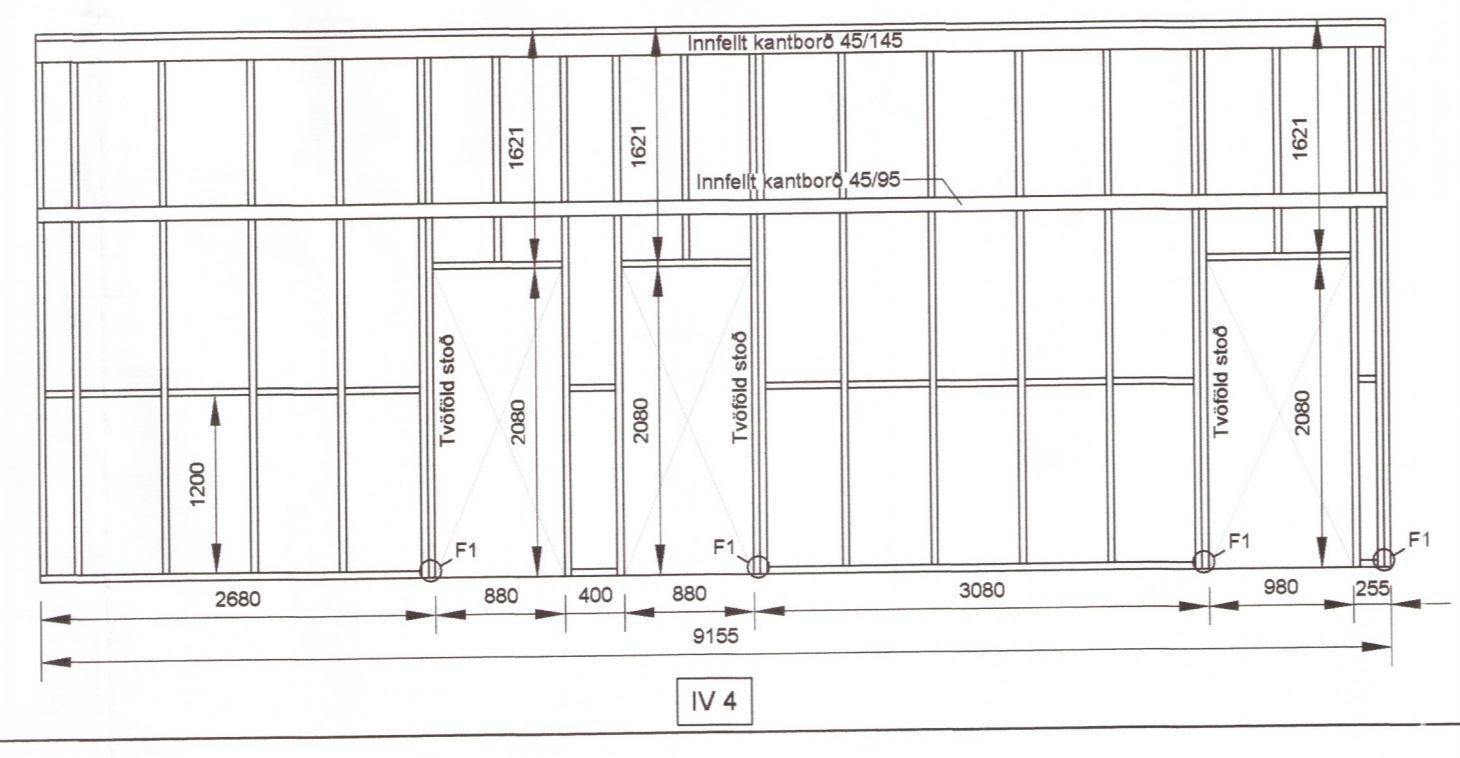 Innfellt kantborð 45/145
1621
1621
1621
Innfellt kantborð 45/95
Tvöföld stoð
2080
2080
Tvöföld stoð
Tvöföld stoð
2080
1200
F1
F1
F1
F1
2680
880
400
880
3080
980
255
9155
IV 4